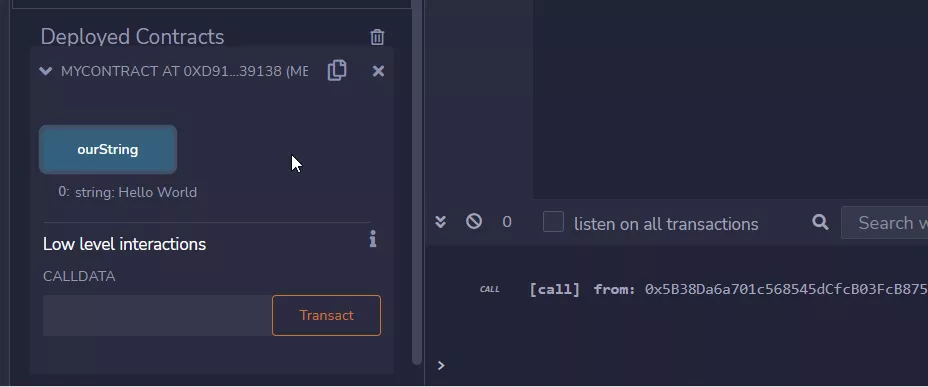 Deployed Contracts
MYCONTRACT AT 0XD91...39138 (ME
ourString
0: string: Hello World
Low level interactions
CALLDATA
Transact
0
listen on all transactions
Search w
CALL [call] from: 0x5B38Da6a701c568545dCfcB03FcB875
>